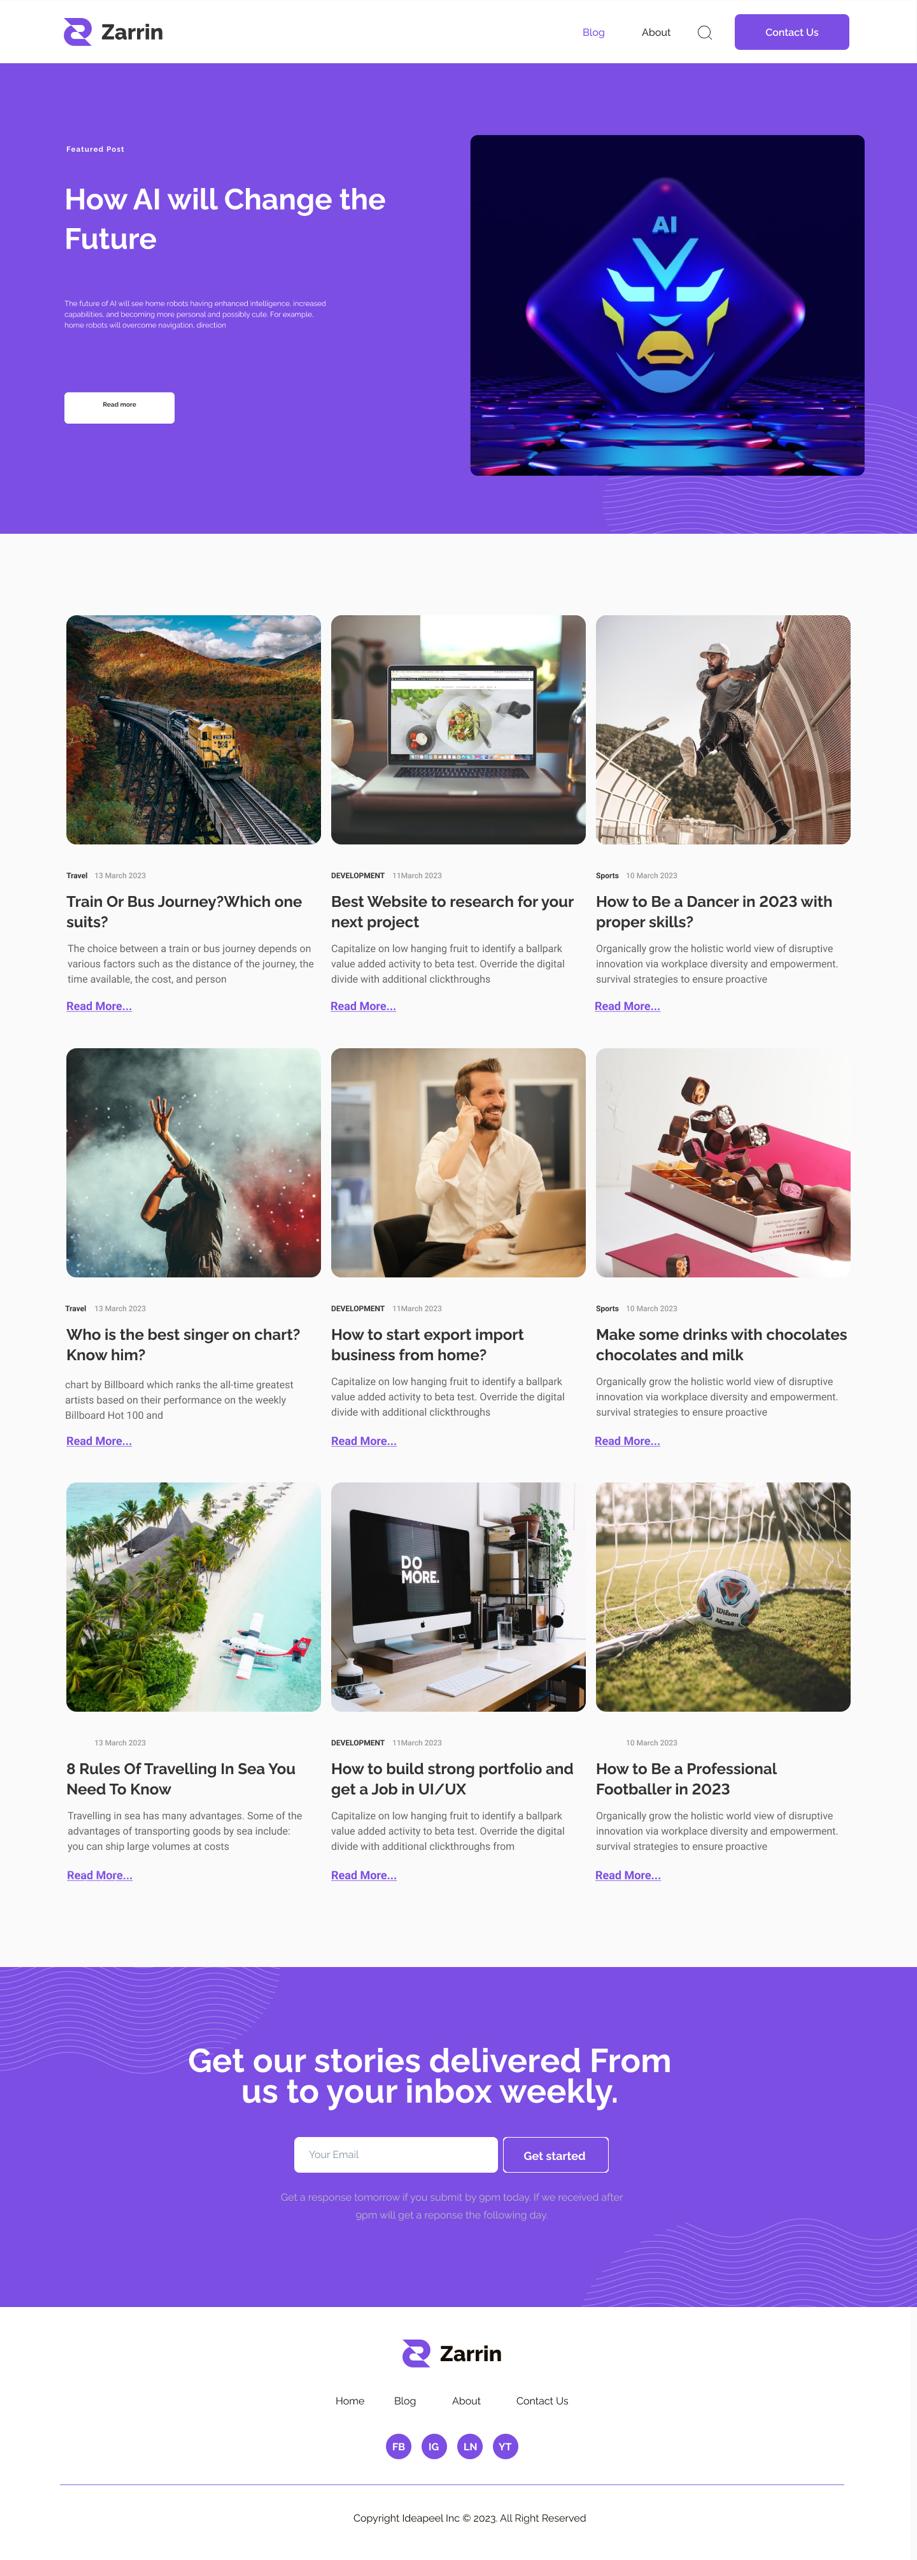 Zarrin
Blog
About
Contact Us
Featured Post
How AI will Change the
Future
The future of AI will see home robots having enhanced intelligence, increased
capabilities, and becoming more personal and possibly cute. For example,
home robots will overcome navigation, direction
Read more
AI
Travel 13 March 2023
Train Or Bus Journey?Which one
suits?
The choice between a train or bus journey depends on
various factors such as the distance of the journey, the
time available, the cost, and person
Read More...
DEVELOPMENT 11March 2023
Best Website to research for your
next project
Capitalize on low hanging fruit to identify a ballpark
value added activity to beta test. Override the digital
divide with additional clickthroughs
Read More...
Sports 10 March 2023
How to Be a Dancer in 2023 with
proper skills?
Organically grow the holistic world view of disruptive
innovation via workplace diversity and empowerment.
survival strategies to ensure proactive
Read More...
Travel 13 March 2023
Who is the best singer on chart?
Know him?
chart by Billboard which ranks the all-time greatest
artists based on their performance on the weekly
Billboard Hot 100 and
Read More...
DEVELOPMENT 11March 2023
How to start export import
business from home?
Capitalize on low hanging fruit to identify a ballpark
value added activity to beta test. Override the digital
divide with additional clickthroughs
Read More...
Sports 10 March 2023
Make some drinks with chocolates
chocolates and milk
Organically grow the holistic world view of disruptive
innovation via workplace diversity and empowerment.
survival strategies to ensure proactive
Read More...
13 March 2023
8 Rules Of Travelling In Sea You
Need To Know
Travelling in sea has many advantages. Some of the
advantages of transporting goods by sea include:
you can ship large volumes at costs
Read More...
DO
MORE.
DEVELOPMENT 11March 2023
How to build strong portfolio and
get a Job in UI/UX
Capitalize on low hanging fruit to identify a ballpark
value added activity to beta test. Override the digital
divide with additional clickthroughs from
Read More...
Wilson
NCAA
10 March 2023
How to Be a Professional
Footballer in 2023
Organically grow the holistic world view of disruptive
innovation via workplace diversity and empowerment.
survival strategies to ensure proactive
Read More...
Get our stories delivered From
us to your inbox weekly.
Your Email
Get started
Get a response tomorrow if you submit by 9pm today. If we received after
9pm will get a reponse the following day.
Zarrin
Home
Blog
About
Contact Us
FB
IG
LN
YT
Copyright Ideapeel Inc © 2023. All Right Reserved